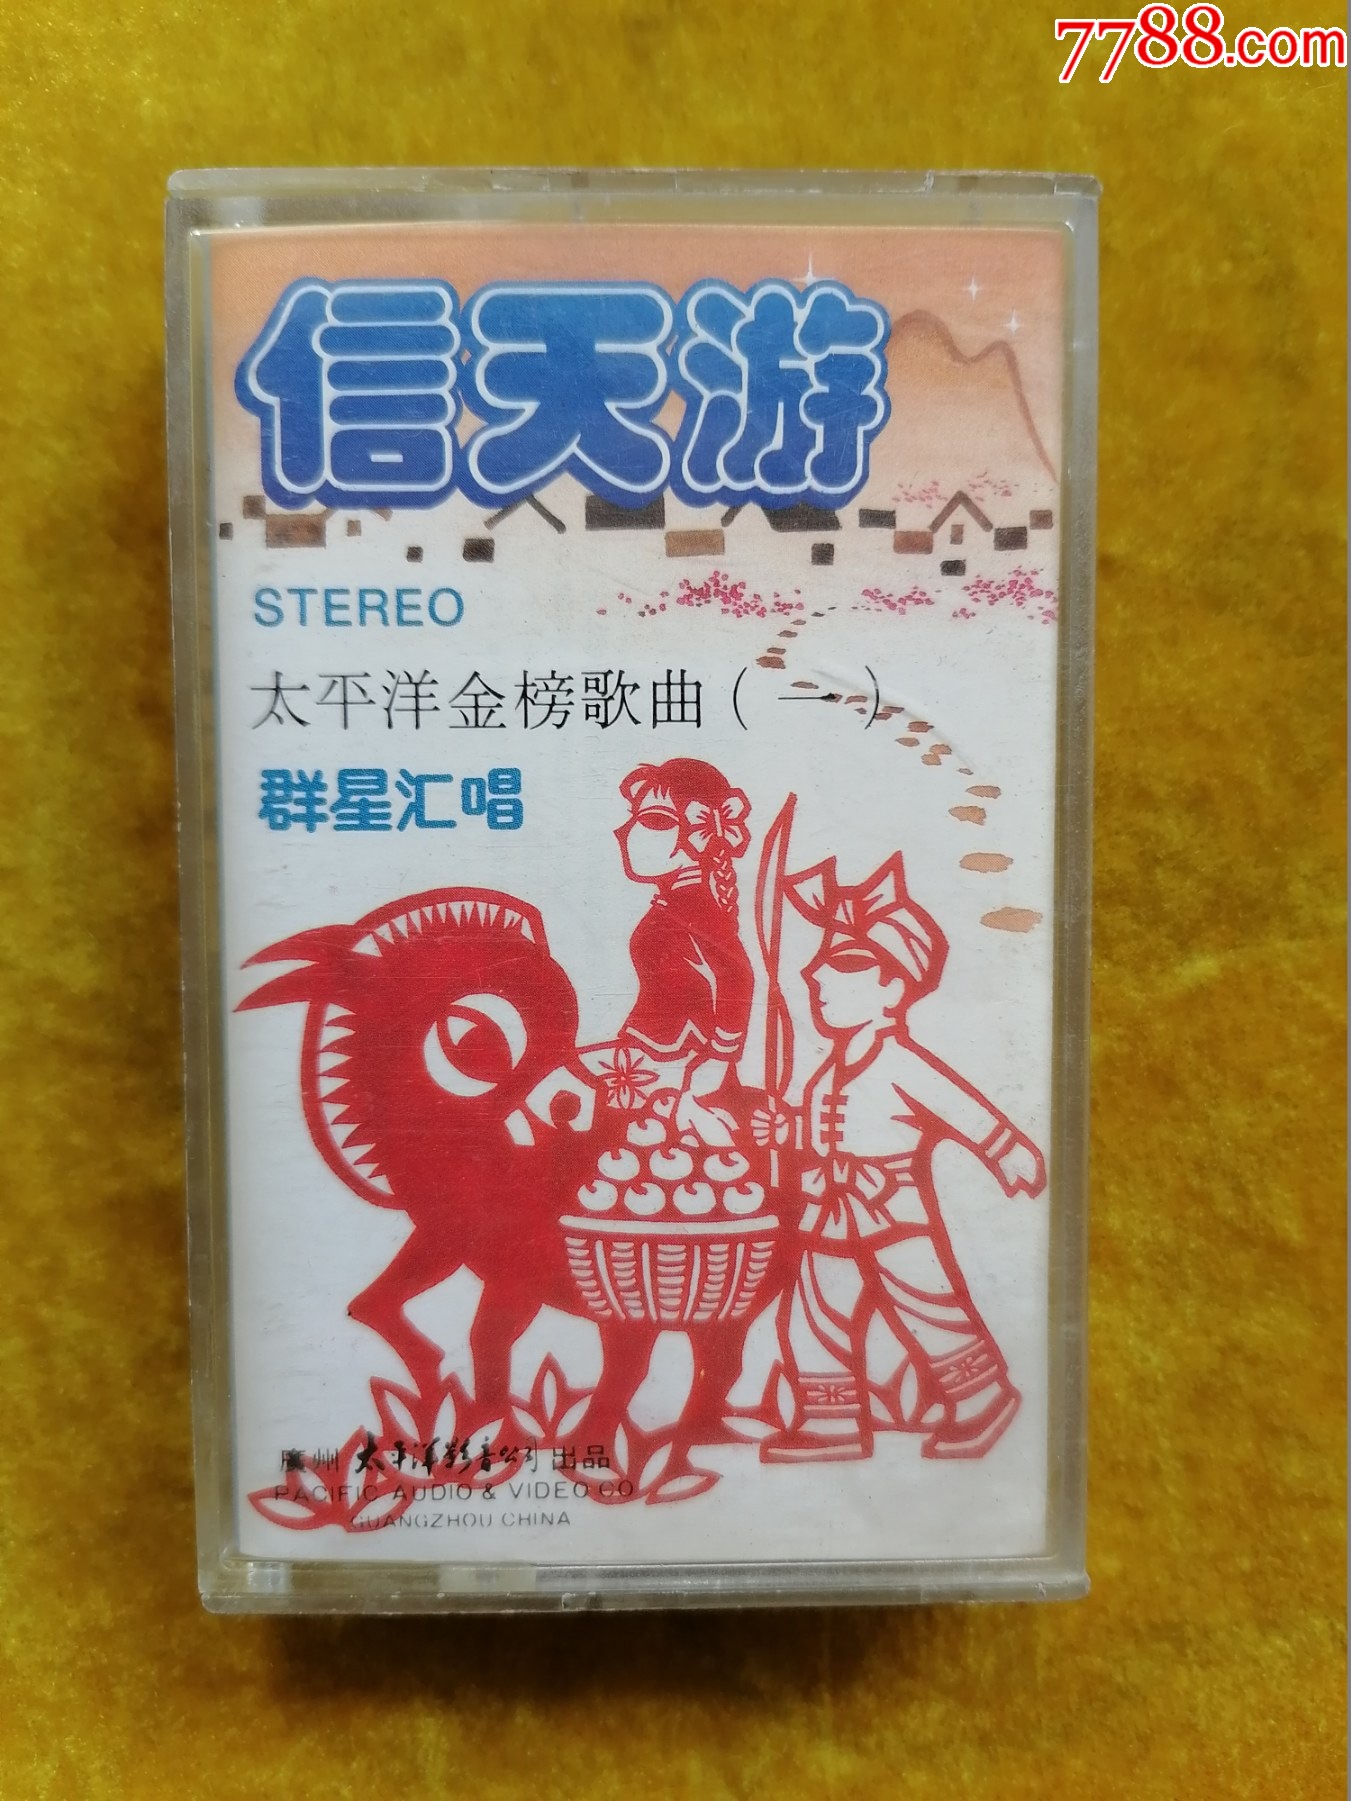 7788.com
信天游
STEREO
太平洋金榜歌曲（一）
群星汇唱
廣州 太平洋影音公司 出品
PACIFIC AUDIO & VIDEO CO
GUANGZHOU CHINA